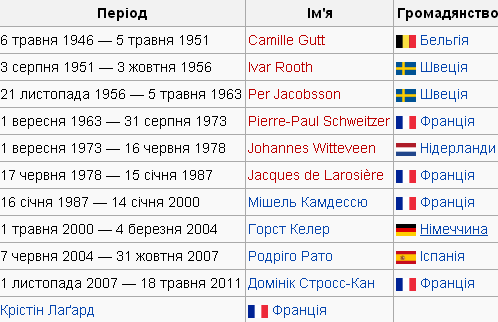 Період Ім'я Громадянство
6 травня 1946 — 5 травня 1951 Camille Gutt Бельгія
3 серпня 1951 — 3 жовтня 1956 Ivar Rooth Швеція
21 листопада 1956 — 5 травня 1963 Per Jacobsson Швеція
1 вересня 1963 — 31 серпня 1973 Pierre-Paul Schweitzer Франція
1 вересня 1973 — 16 червня 1978 Johannes Witteveen Нідерланди
17 червня 1978 — 15 січня 1987 Jacques de Larosière Франція
16 січня 1987 — 14 січня 2000 Мішель Камдессю Франція
1 травня 2000 — 4 березня 2004 Горст Келер Німеччина
7 червня 2004 — 31 жовтня 2007 Родріго Рато Іспанія
1 листопада 2007 — 18 травня 2011 Домінік Стросс-Кан Франція
Крістін Лаґард Франція